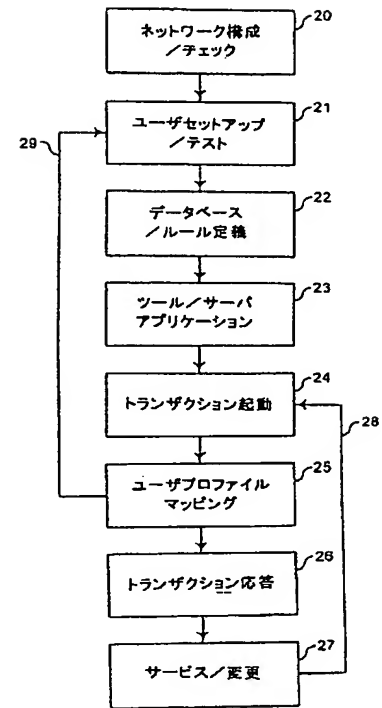 ネットワーク構成
/チェック
20
ユーザセットアップ
/テスト
21
29
データベース
/ルール定義
22
ツール/サーバ
アプリケーション
23
トランザクション起動
24
28
ユーザプロファイル
マッピング
25
トランザクション応答
26
サービス/変更
27